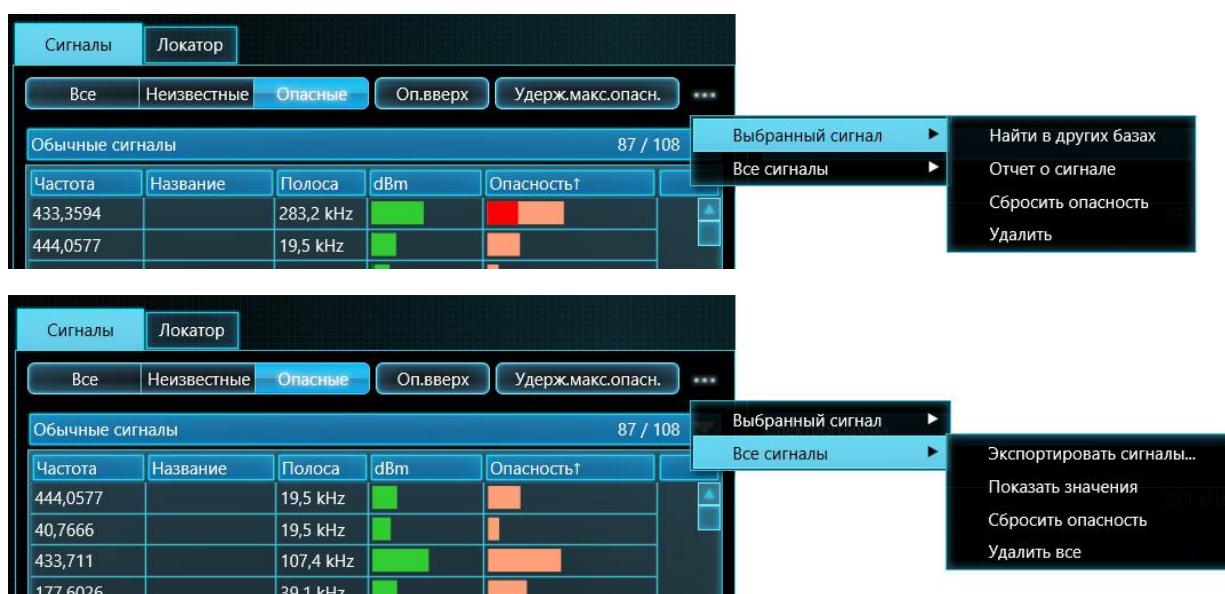 Сигналы Локатор
Все Неизвестные Опасные Оп.вверх Удерж.макс.опасн. ...
Обычные сигналы 87 / 108
Частота Название Полоса dBm Опасность↑
433,3594 283,2 kHz
444,0577 19,5 kHz
Выбранный сигнал
Все сигналы
Найти в других базах
Отчет о сигнале
Сбросить опасность
Удалить
Сигналы Локатор
Все Неизвестные Опасные Оп.вверх Удерж.макс.опасн. ...
Обычные сигналы 87 / 108
Частота Название Полоса dBm Опасность↑
444,0577 19,5 kHz
40,7666 19,5 kHz
433,711 107,4 kHz
177,6026 39,1 kHz
Выбранный сигнал
Все сигналы
Экспортировать сигналы...
Показать значения
Сбросить опасность
Удалить все